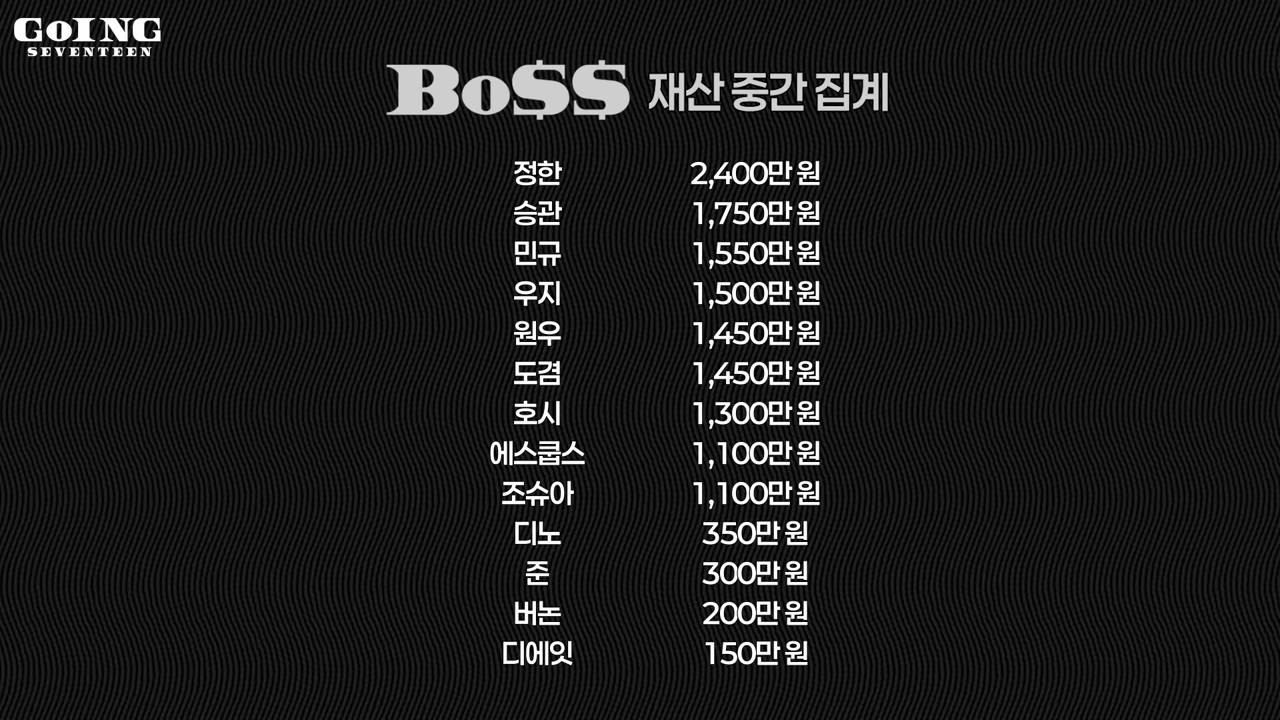 GoING
SEVENTEEN
Bo$$ 재산 중간 집계
정한 2,400만 원
승관 1,750만 원
민규 1,550만 원
우지 1,500만 원
원우 1,450만 원
도겸 1,450만 원
호시 1,300만 원
에스쿱스 1,100만 원
조슈아 1,100만 원
디노 350만 원
준 300만 원
버논 200만 원
디에잇 150만 원